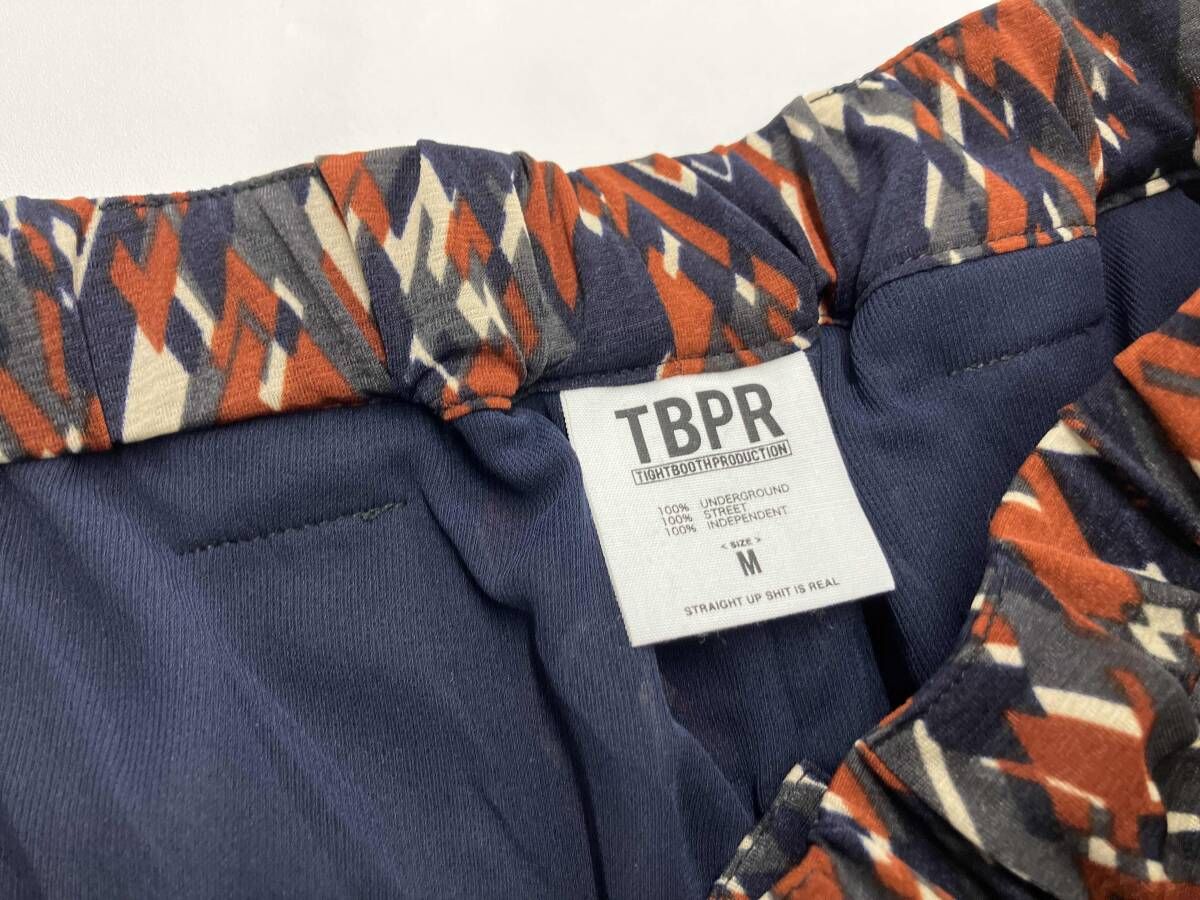 TBPR
TIGHTBOOTHPRODUCTION
100% UNDERGROUND
100% STREET
100% INDEPENDENT
< SIZE >
M
STRAIGHT UP SHIT IS REAL